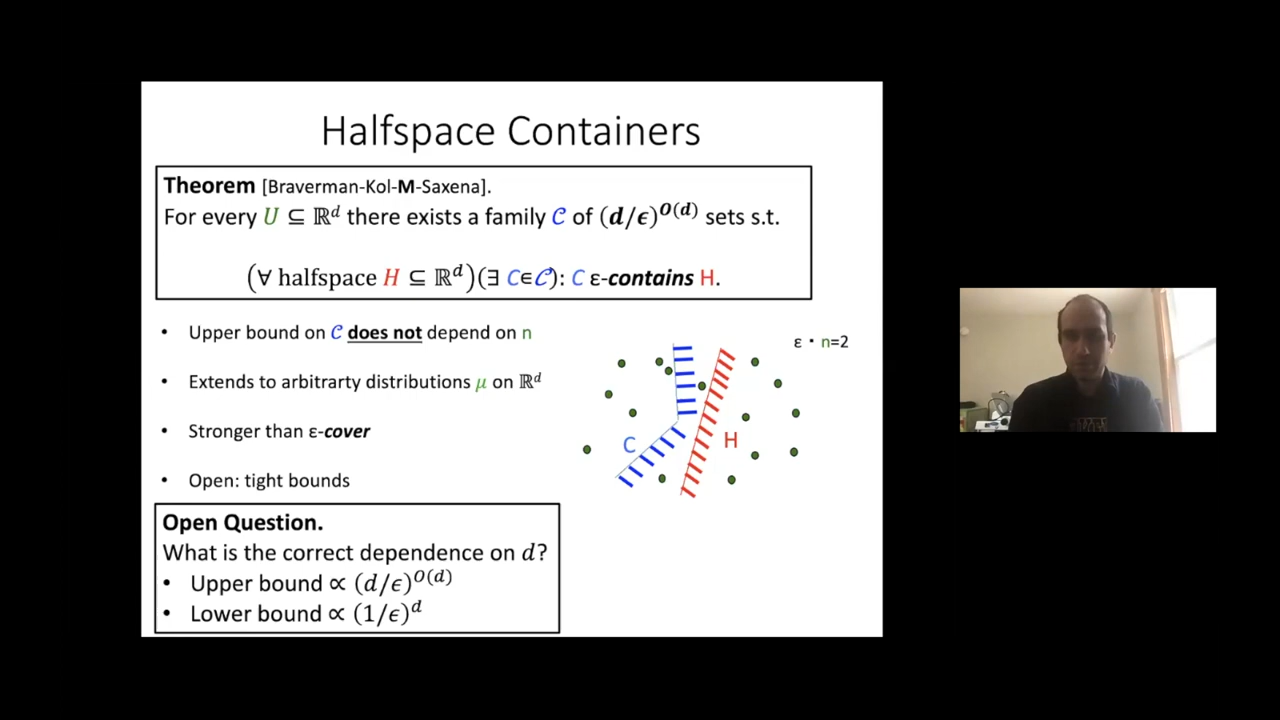 Halfspace Containers
Theorem [Braverman-Kol-M-Saxena].
For every U ⊆ ℝᵈ there exists a family 𝒞 of (d/ϵ)^{O(d)} sets s.t.
(∀ halfspace H ⊆ ℝᵈ)(∃ C∈𝒞): C ε-contains H.
• Upper bound on 𝒞 does not depend on n
ε · n=2
• Extends to arbitrarty distributions μ on ℝᵈ
• Stronger than ε-cover
C
H
• Open: tight bounds
Open Question.
What is the correct dependence on d?
• Upper bound ∝ (d/ϵ)^{O(d)}
• Lower bound ∝ (1/ϵ)^d